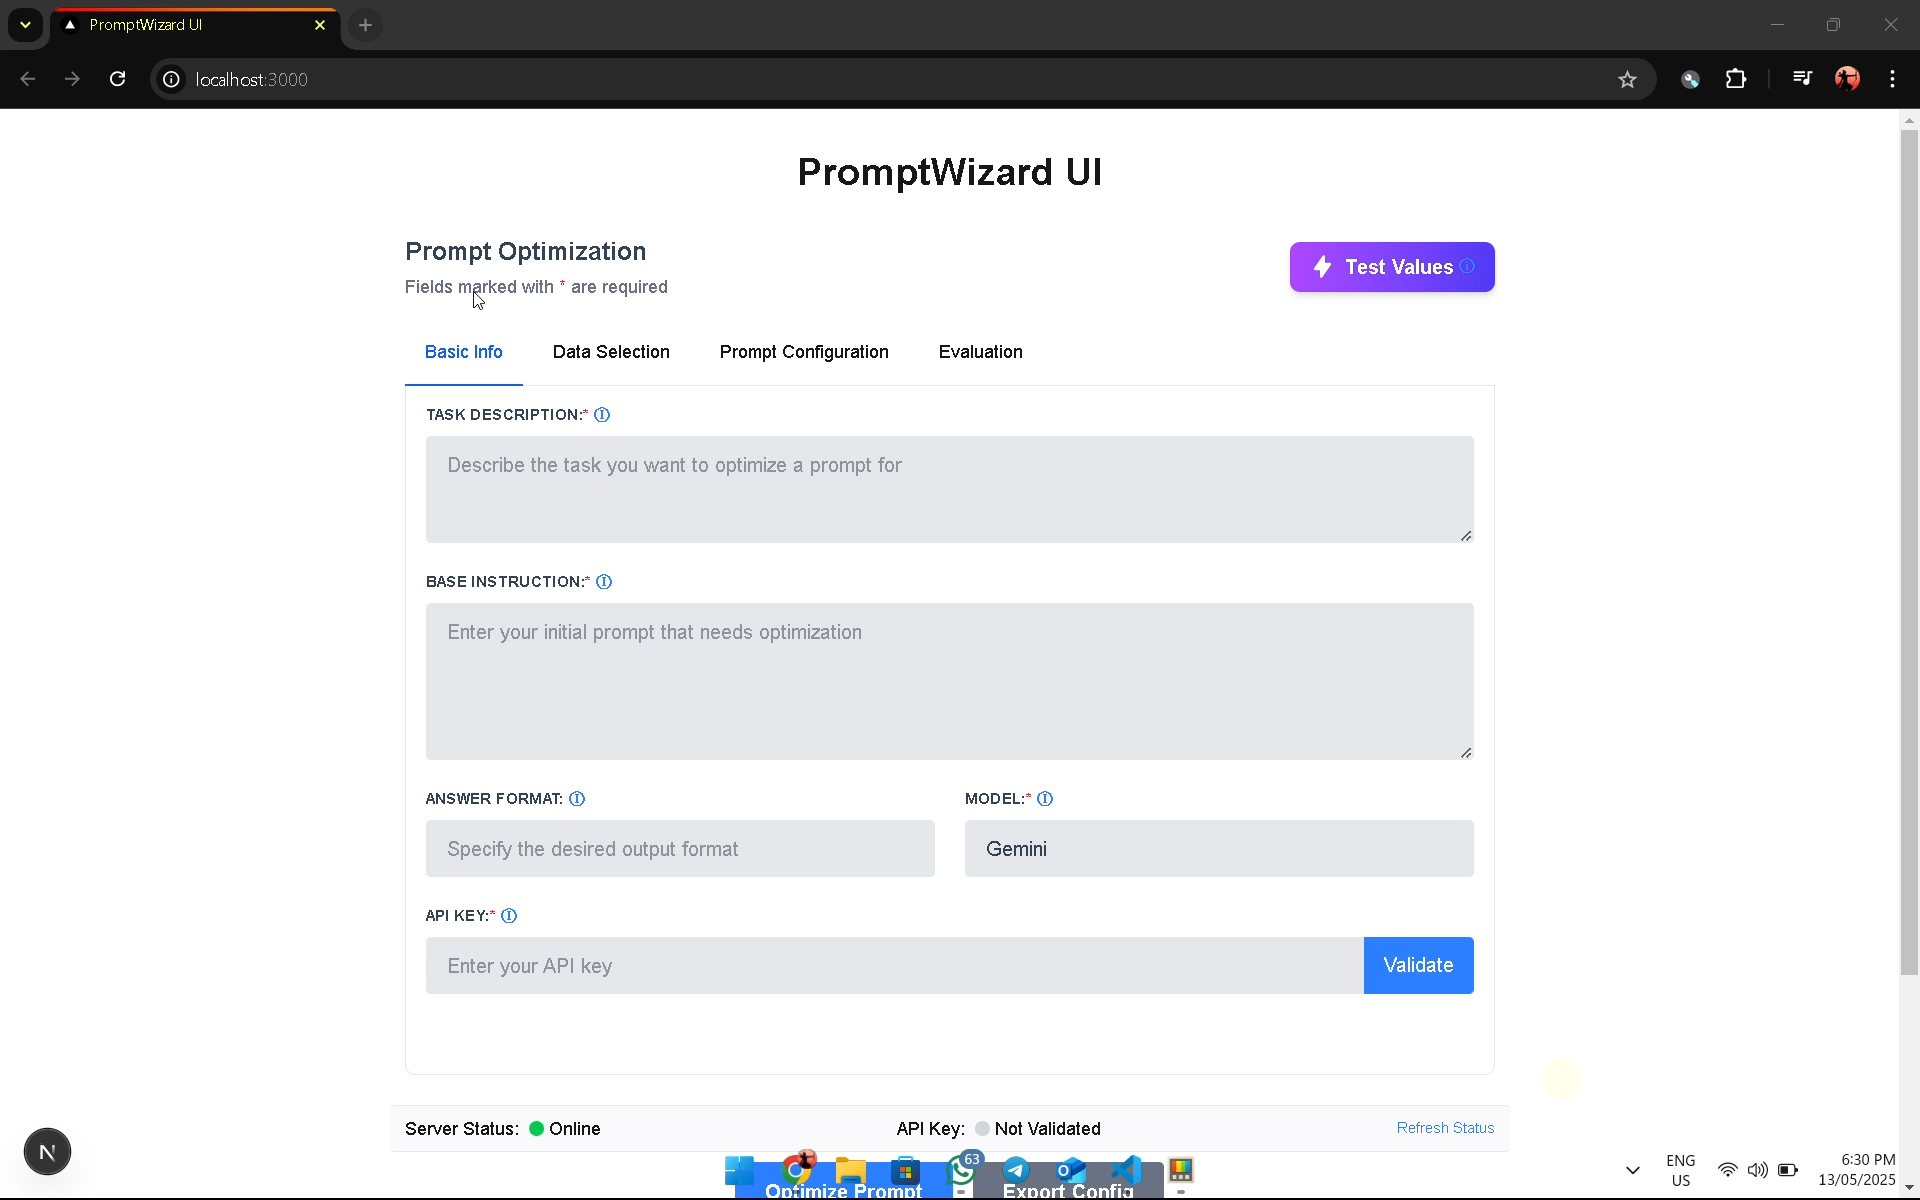 PromptWizard UI
localhost:3000
PromptWizard UI
Prompt Optimization
Fields marked with * are required
Test Values
Basic Info
Data Selection
Prompt Configuration
Evaluation
TASK DESCRIPTION:*
Describe the task you want to optimize a prompt for
BASE INSTRUCTION:*
Enter your initial prompt that needs optimization
ANSWER FORMAT:
MODEL:*
Specify the desired output format
Gemini
API KEY:*
Enter your API key
Validate
Server Status: Online
API Key: Not Validated
Refresh Status
N
63
Optimize Prompt
Export Config
ENG
US
6:30 PM
13/05/2025